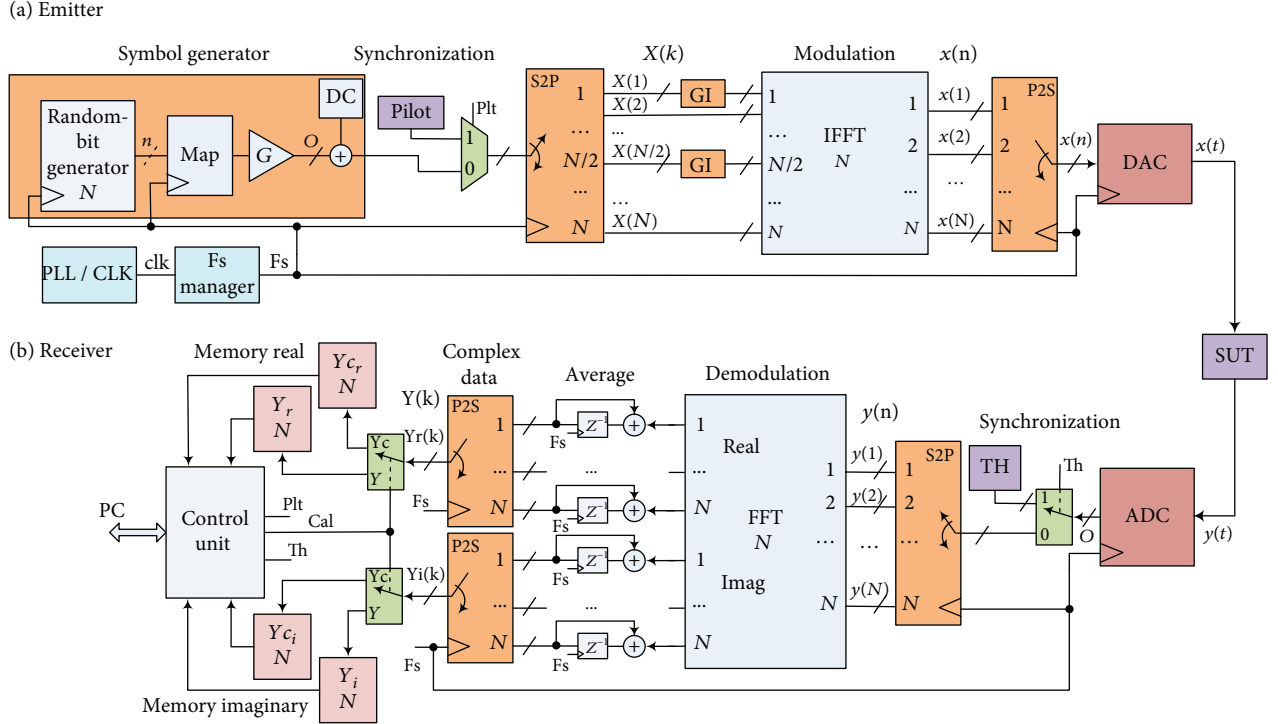 (a) Emitter
Symbol generator
Synchronization
X(k)
Modulation
x(n)
Random-
bit
generator
N
n
Map
G
O
DC
+
Pilot
Plt
1
0
S2P
1
...
N/2
...
N
X(1)
X(2)
...
X(N/2)
...
X(N)
GI
GI
1
...
N/2
...
N
IFFT
N
1
2
...
N
x(1)
x(2)
...
x(N)
P2S
1
2
...
N
x(n)
DAC
x(t)
PLL / CLK
clk
Fs
manager
Fs
SUT
(b) Receiver
Memory real
Complex
data
Average
Demodulation
y(n)
Synchronization
Yc_r
N
Y_r
N
Y(k)
Yc
Y
Yr(k)
Fs
P2S
1
...
N
Fs
Z⁻¹
+
...
Fs
Z⁻¹
+
1
Real
...
N
FFT
N
1
Imag
...
N
1
2
...
N
y(1)
y(2)
...
y(N)
S2P
1
2
...
N
TH
Th
1
0
O
ADC
y(t)
PC
Control
unit
Plt
Cal
Th
Yc
Y
Yi(k)
P2S
1
...
N
Fs
Fs
Z⁻¹
+
...
Fs
Z⁻¹
+
Yc_i
N
Y_i
N
Memory imaginary